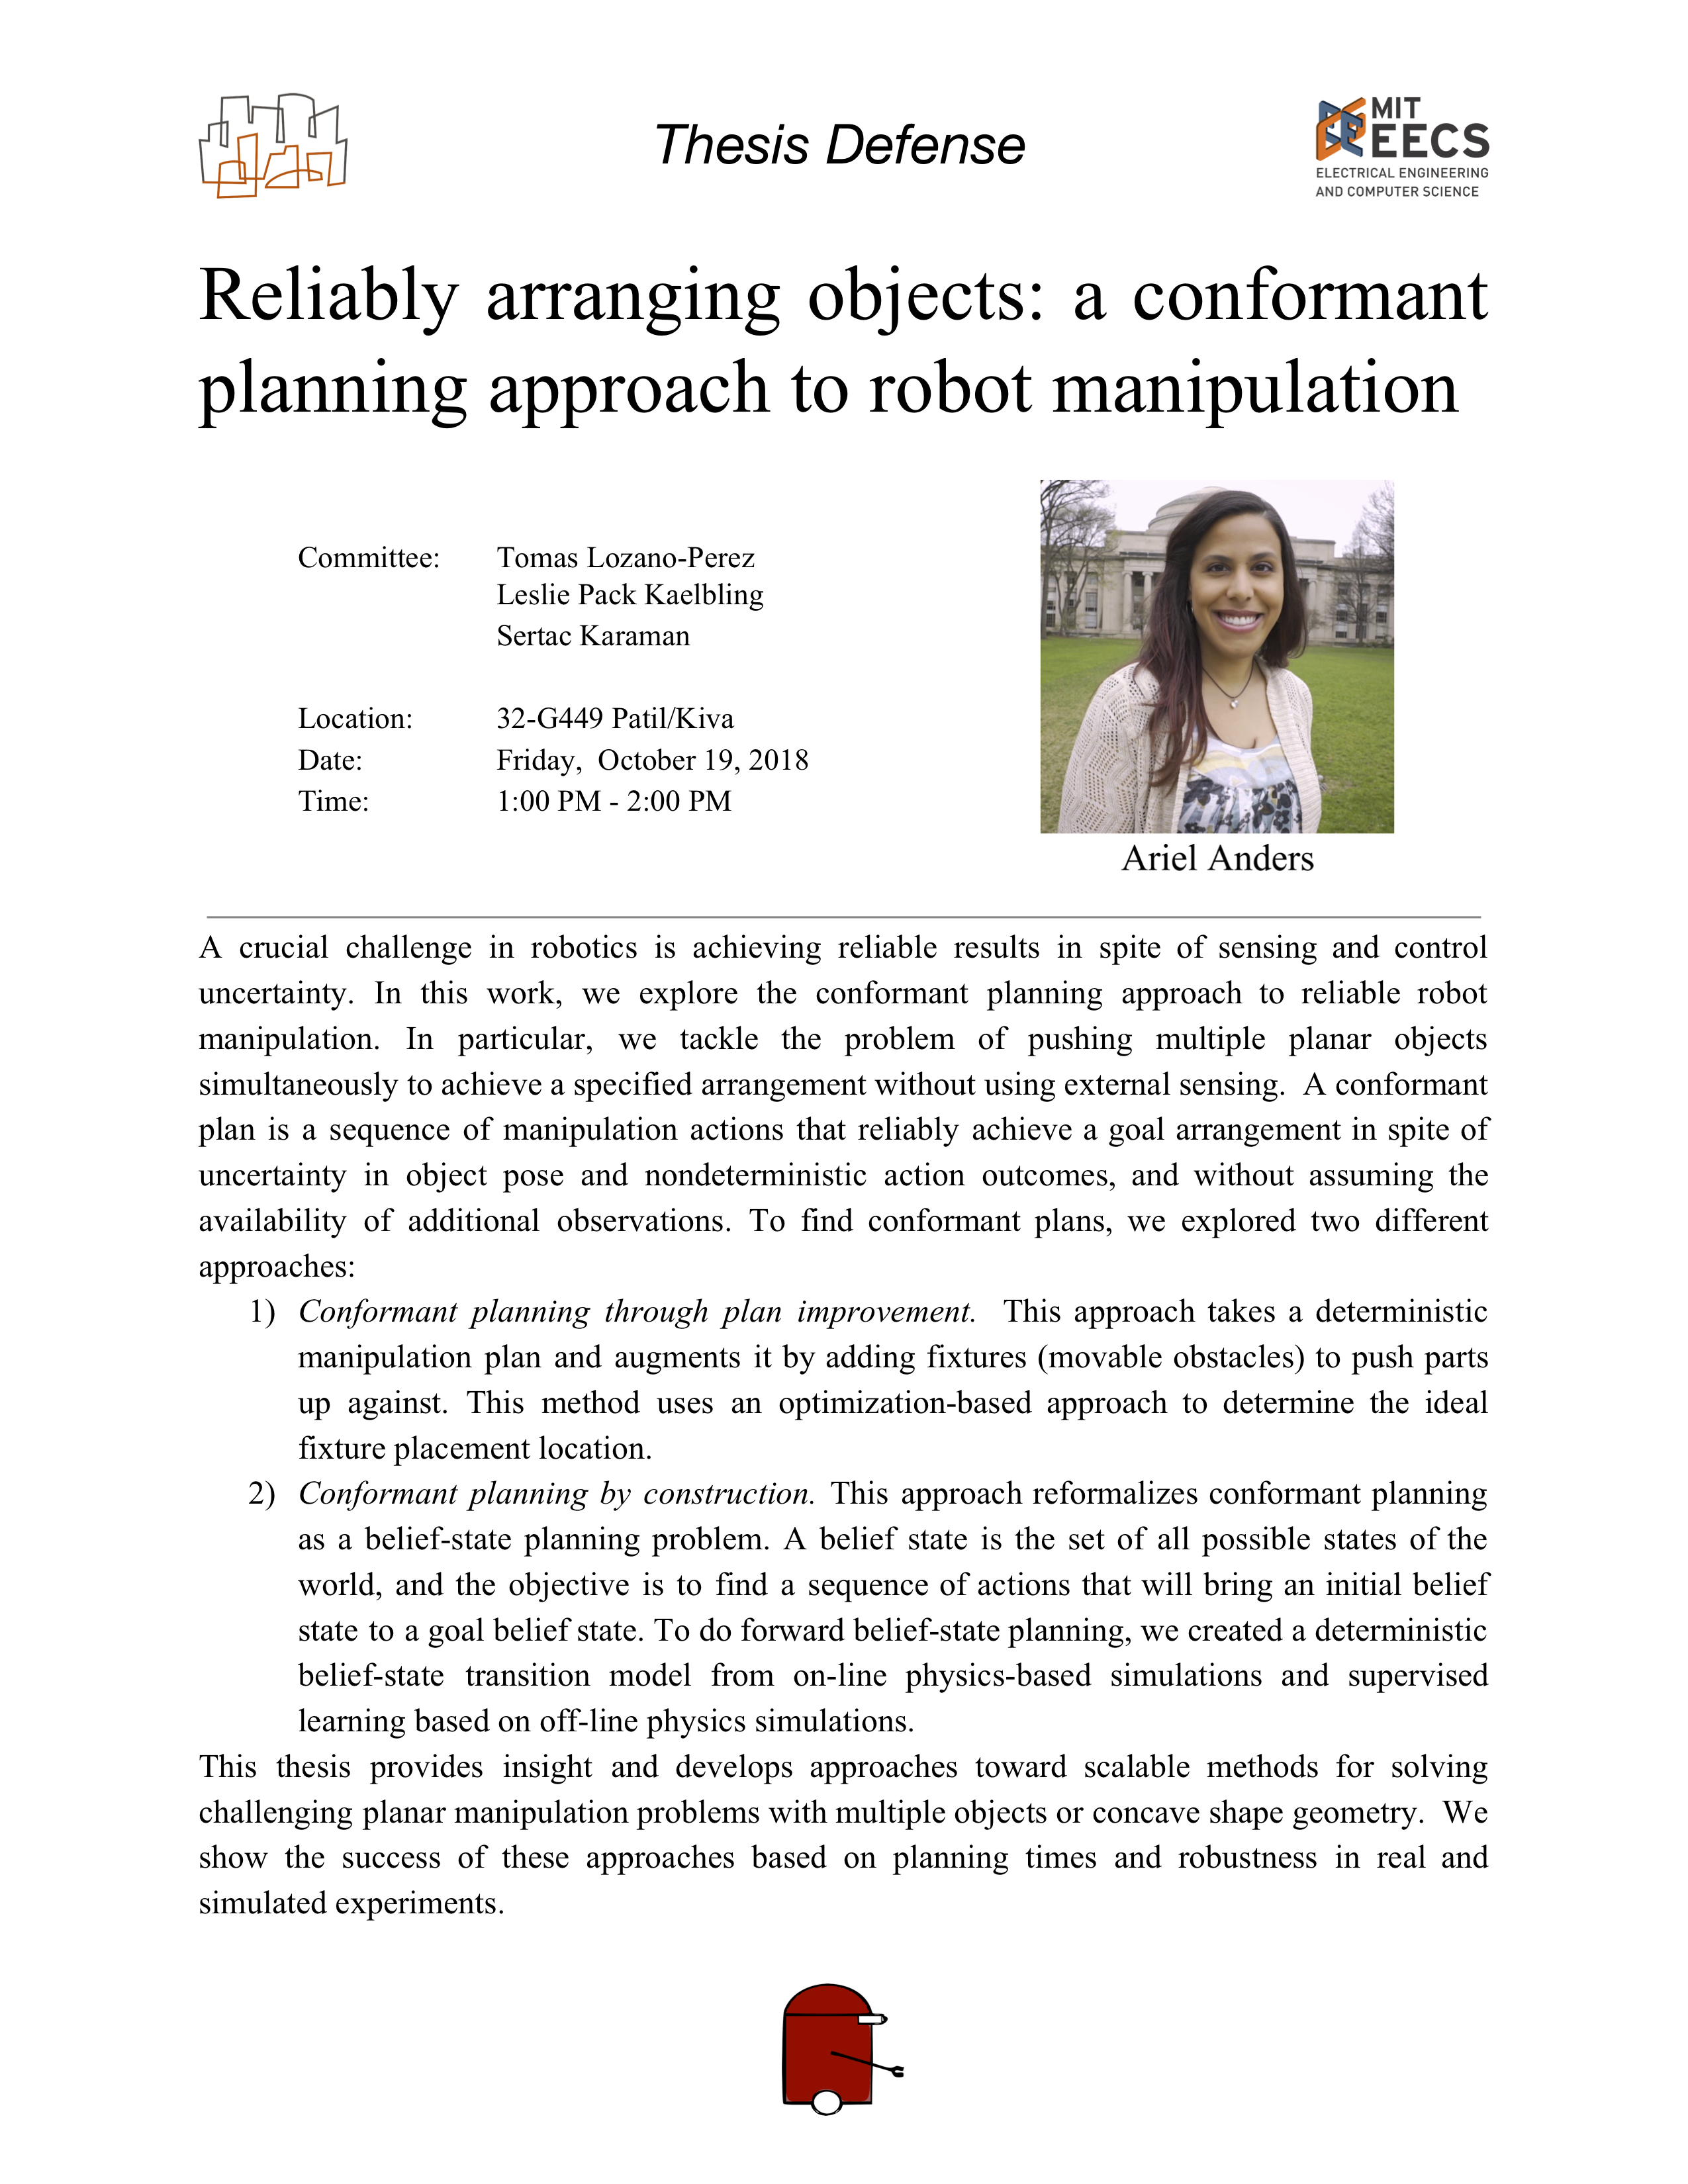 Thesis Defense
MIT
EECS
ELECTRICAL ENGINEERING
AND COMPUTER SCIENCE
Reliably arranging objects: a conformant
planning approach to robot manipulation
Committee: Tomas Lozano-Perez
Leslie Pack Kaelbling
Sertac Karaman
Location: 32-G449 Patil/Kiva
Date: Friday,  October 19, 2018
Time: 1:00 PM - 2:00 PM
Ariel Anders
A crucial challenge in robotics is achieving reliable results in spite of sensing and control
uncertainty. In this work, we explore the conformant planning approach to reliable robot
manipulation. In particular, we tackle the problem of pushing multiple planar objects
simultaneously to achieve a specified arrangement without using external sensing.  A conformant
plan is a sequence of manipulation actions that reliably achieve a goal arrangement in spite of
uncertainty in object pose and nondeterministic action outcomes, and without assuming the
availability of additional observations. To find conformant plans, we explored two different
approaches:
1) Conformant planning through plan improvement.  This approach takes a deterministic
manipulation plan and augments it by adding fixtures (movable obstacles) to push parts
up against. This method uses an optimization-based approach to determine the ideal
fixture placement location.
2) Conformant planning by construction. This approach reformalizes conformant planning
as a belief-state planning problem. A belief state is the set of all possible states of the
world, and the objective is to find a sequence of actions that will bring an initial belief
state to a goal belief state. To do forward belief-state planning, we created a deterministic
belief-state transition model from on-line physics-based simulations and supervised
learning based on off-line physics simulations.
This thesis provides insight and develops approaches toward scalable methods for solving
challenging planar manipulation problems with multiple objects or concave shape geometry.  We
show the success of these approaches based on planning times and robustness in real and
simulated experiments.